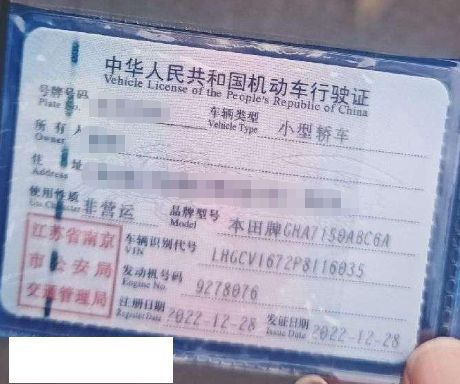 中华人民共和国机动车行驶证
Vehicle License of the People's Republic of China
号牌号码 Plate No. 车辆类型 Vehicle Type 小型轿车
所有人 Owner
住址 Address
使用性质 Use Character 非营运 品牌型号 Model 本田牌GHA7150ABC6A
江苏省南京
市公安局
交通管理局
车辆识别代号 VIN LHGCV1672P8116035
发动机号码 Engine No. 9278076
注册日期 Register Date 2022-12-28 发证日期 Issue Date 2022-12-28